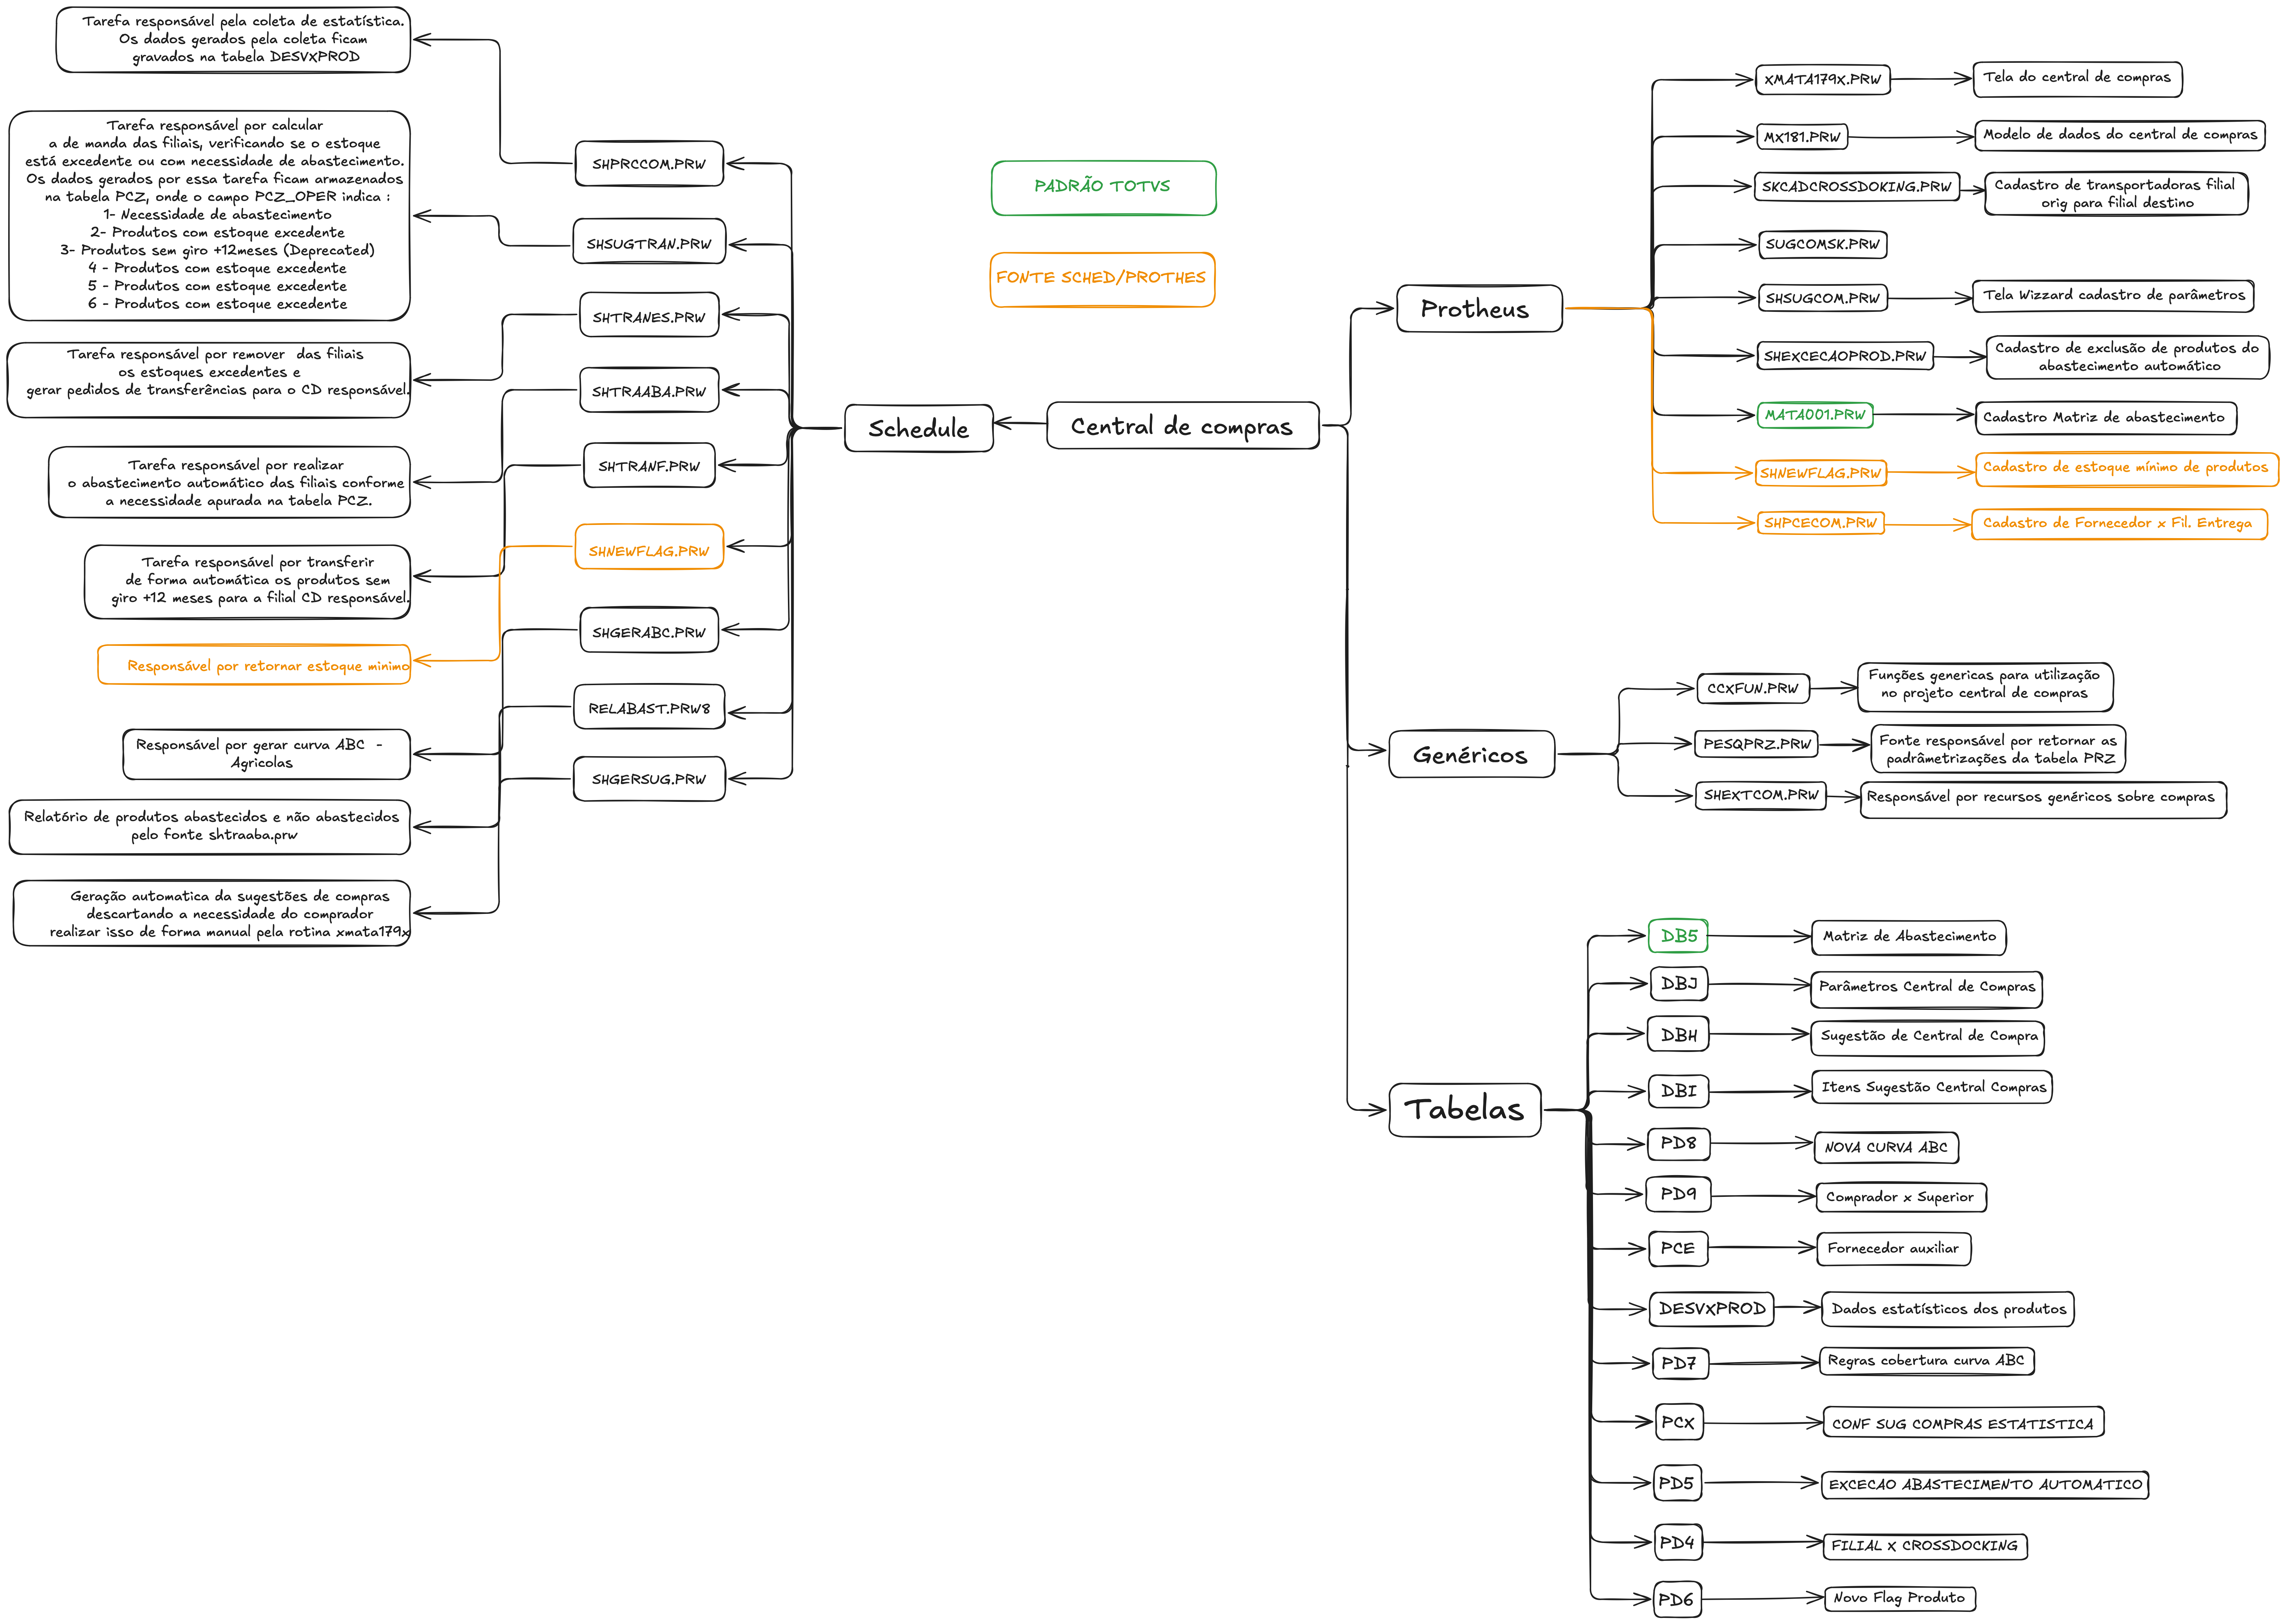 Tarefa responsável pela coleta de estatística.
Os dados gerados pela coleta ficam
gravados na tabela DESVXPROD
Tarefa responsável por calcular
a de manda das filiais, verificando se o estoque
está excedente ou com necessidade de abastecimento.
Os dados gerados por essa tarefa ficam armazenados
na tabela PCZ, onde o campo PCZ_OPER indica :
1- Necessidade de abastecimento
2- Produtos com estoque excedente
3- Produtos sem giro +12meses (Deprecated)
4 - Produtos com estoque excedente
5 - Produtos com estoque excedente
6 - Produtos com estoque excedente
Tarefa responsável por remover das filiais
os estoques excedentes e
gerar pedidos de transferências para o CD responsável.
Tarefa responsável por realizar
o abastecimento automático das filiais conforme
a necessidade apurada na tabela PCZ.
Tarefa responsável por transferir
de forma automática os produtos sem
giro +12 meses para a filial CD responsável.
Responsável por retornar estoque minimo
Responsável por gerar curva ABC -
Agricolas
Relatório de produtos abastecidos e não abastecidos
pelo fonte shtraaba.prw
Geração automatica da sugestões de compras
descartando a necessidade do comprador
realizar isso de forma manual pela rotina xmata179x
SHPRCCOM.PRW
SHSUGTRAN.PRW
SHTRANES.PRW
SHTRAABA.PRW
SHTRANF.PRW
SHNEWFLAG.PRW
SHGERABC.PRW
RELABAST.PRW8
SHGERSUG.PRW
Schedule
PADRÃO TOTVS
FONTE SCHED/PROTHES
Central de compras
Protheus
XMATA179X.PRW
Tela do central de compras
MX181.PRW
Modelo de dados do central de compras
SKCADCROSSDOKING.PRW
Cadastro de transportadoras filial
orig para filial destino
SUGCOMSK.PRW
SHSUGCOM.PRW
Tela Wizzard cadastro de parâmetros
SHEXCECAOPROD.PRW
Cadastro de exclusão de produtos do
abastecimento automático
MATA001.PRW
Cadastro Matriz de abastecimento
SHNEWFLAG.PRW
Cadastro de estoque mínimo de produtos
SHPCECOM.PRW
Cadastro de Fornecedor x Fil. Entrega
Genéricos
CCXFUN.PRW
Funções genericas para utilização
no projeto central de compras
PESQPRZ.PRW
Fonte responsável por retornar as
padrâmetrizações da tabela PRZ
SHEXTCOM.PRW
Responsável por recursos genéricos sobre compras
Tabelas
DB5
Matriz de Abastecimento
DBJ
Parâmetros Central de Compras
DBH
Sugestão de Central de Compra
DBI
Itens Sugestão Central Compras
PD8
NOVA CURVA ABC
PD9
Comprador x Superior
PCE
Fornecedor auxiliar
DESVXPROD
Dados estatísticos dos produtos
PD7
Regras cobertura curva ABC
PCX
CONF SUG COMPRAS ESTATISTICA
PD5
EXCECAO ABASTECIMENTO AUTOMATICO
PD4
FILIAL X CROSSDOCKING
PD6
Novo Flag Produto